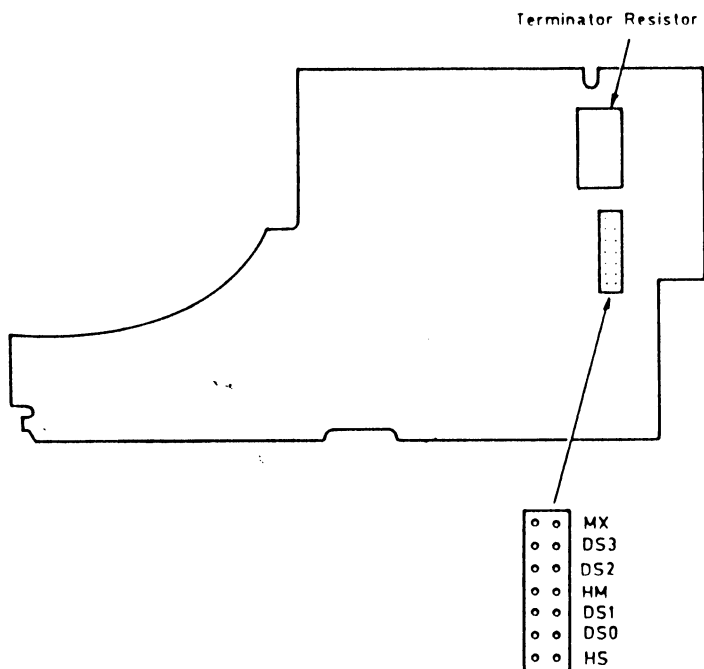 Terminator Resistor
MX
DS3
DS2
HM
DS1
DS0
HS